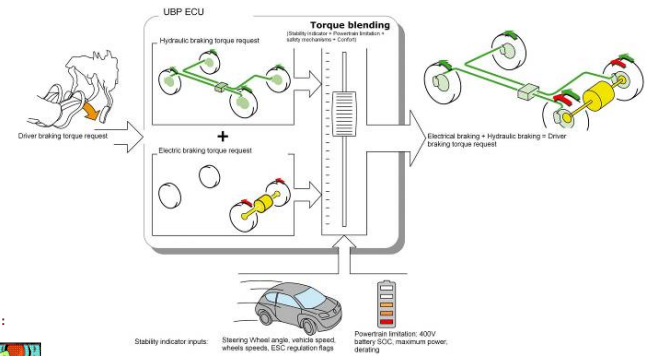 UBP ECU
Torque blending
(Stability indicator + Powertrain limitation +
safety mechanisms + Confort)
Hydraulic braking torque request
Driver braking torque request
+
Electric braking torque request
Electrical braking + Hydraulic braking = Driver
braking torque request
:
Stability indicator inputs:
Steering Wheel angle, vehicle speed,
wheels speeds, ESC regulation flags
Powertrain limitation: 400V
battery SOC, maximum power,
derating